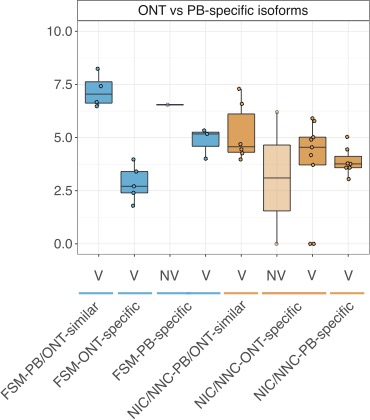 ONT vs PB-specific isoforms
10.0
7.5
5.0
2.5
0.0
V V NV V V NV V V
FSM-PB/ONT-similar
FSM-ONT-specific
FSM-PB-specific
NIC/NNC-PB/ONT-similar
NIC/NNC-ONT-specific
NIC/NNC-PB-specific